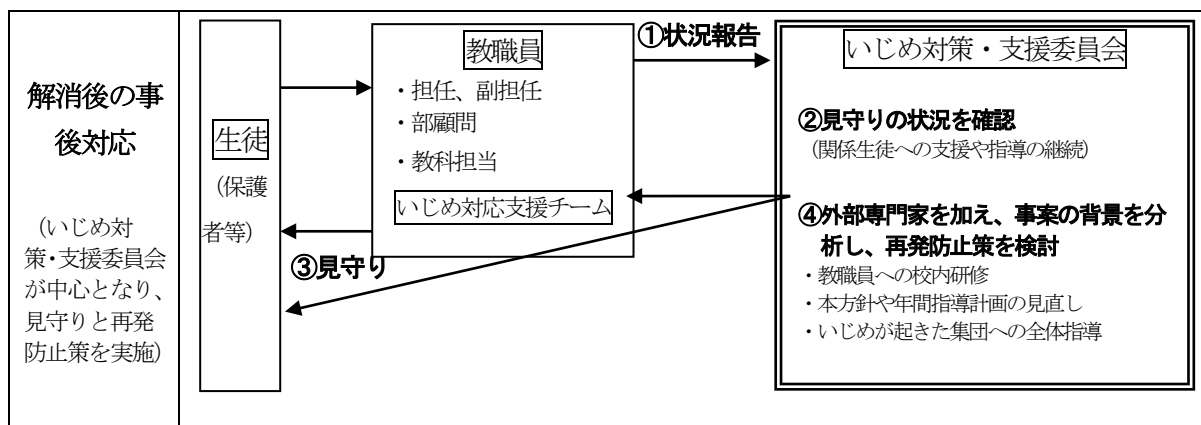 解消後の事
後対応
（いじめ対
策・支援委員会
が中心となり、
見守りと再発
防止策を実施）
生徒
（保護
者等）
教職員
・担任、副担任
・部顧問
・教科担当
いじめ対応支援チーム
①状況報告
③見守り
いじめ対策・支援委員会
②見守りの状況を確認
（関係生徒への支援や指導の継続）
④外部専門家を加え、事案の背景を分
析し、再発防止策を検討
・教職員への校内研修
・本方針や年間指導計画の見直し
・いじめが起きた集団への全体指導